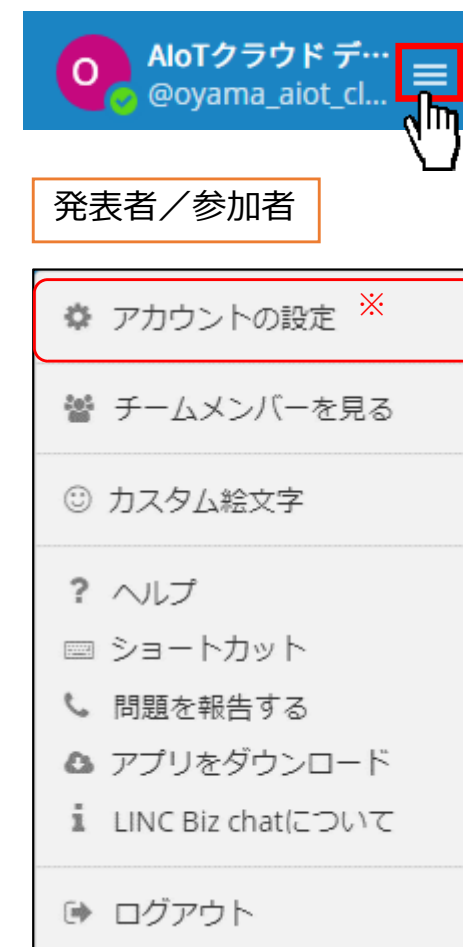 O
AIoTクラウド デ…
@oyama_aiot_cl...
発表者／参加者
アカウントの設定 ※
チームメンバーを見る
カスタム絵文字
? ヘルプ
ショートカット
問題を報告する
アプリをダウンロード
LINC Biz chatについて
ログアウト